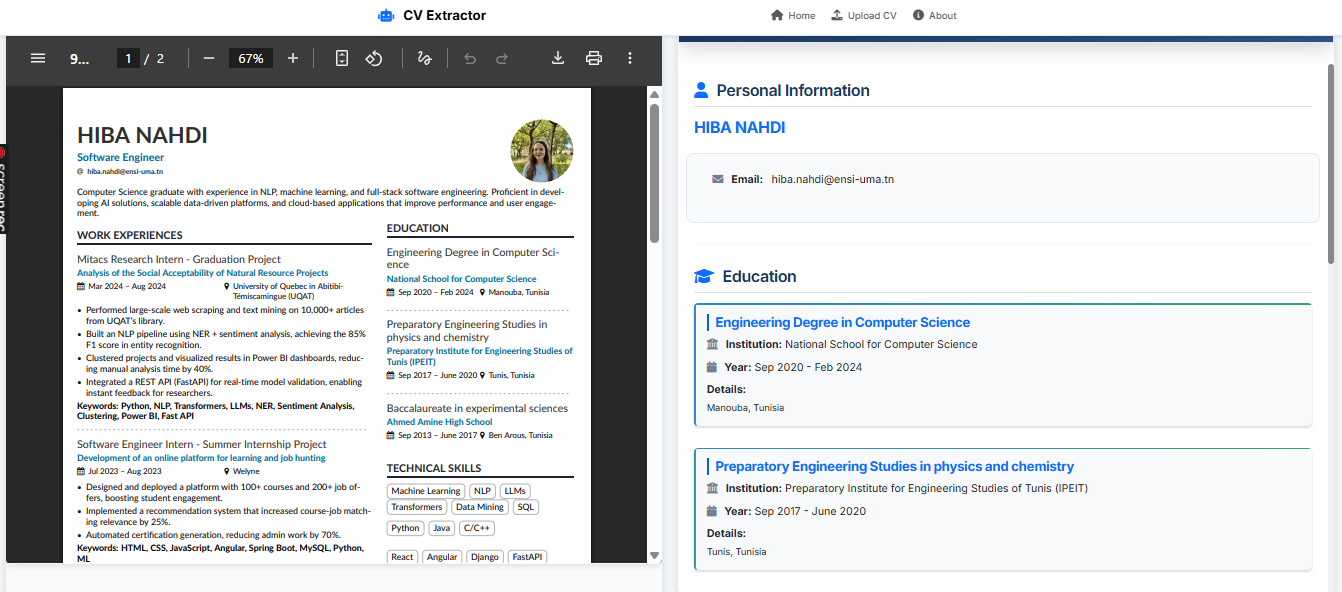 CV Extractor
Home
Upload CV
About
9...
1 / 2
67%
screen rec
HIBA NAHDI
Software Engineer
@ hiba.nahdi@ensi-uma.tn
Computer Science graduate with experience in NLP, machine learning, and full-stack software engineering. Proficient in devel-
oping AI solutions, scalable data-driven platforms, and cloud-based applications that improve performance and user engage-
ment.
WORK EXPERIENCES
Mitacs Research Intern - Graduation Project
Analysis of the Social Acceptability of Natural Resource Projects
Mar 2024 – Aug 2024
University of Quebec in Abitibi-
Témiscamingue (UQAT)
• Performed large-scale web scraping and text mining on 10,000+ articles
from UQAT's library.
• Built an NLP pipeline using NER + sentiment analysis, achieving the 85%
F1 score in entity recognition.
• Clustered projects and visualized results in Power BI dashboards, reduc-
ing manual analysis time by 40%.
• Integrated a REST API (FastAPI) for real-time model validation, enabling
instant feedback for researchers.
Keywords: Python, NLP, Transformers, LLMs, NER, Sentiment Analysis,
Clustering, Power BI, Fast API
Software Engineer Intern - Summer Internship Project
Development of an online platform for learning and job hunting
Jul 2023 – Aug 2023
Welyne
• Designed and deployed a platform with 100+ courses and 200+ job of-
fers, boosting student engagement.
• Implemented a recommendation system that increased course-job match-
ing relevance by 25%.
• Automated certification generation, reducing admin work by 70%.
Keywords: HTML, CSS, JavaScript, Angular, Spring Boot, MySQL, Python,
ML
EDUCATION
Engineering Degree in Computer Sci-
ence
National School for Computer Science
Sep 2020 – Feb 2024
Manouba, Tunisia
Preparatory Engineering Studies in
physics and chemistry
Preparatory Institute for Engineering Studies of
Tunis (IPEIT)
Sep 2017 – June 2020
Tunis, Tunisia
Baccalaureate in experimental sciences
Ahmed Amine High School
Sep 2013 – June 2017
Ben Arous, Tunisia
TECHNICAL SKILLS
Machine Learning
NLP
LLMs
Transformers
Data Mining
SQL
Python
Java
C/C++
React
Angular
Django
FastAPI
Personal Information
HIBA NAHDI
Email: hiba.nahdi@ensi-uma.tn
Education
Engineering Degree in Computer Science
Institution: National School for Computer Science
Year: Sep 2020 - Feb 2024
Details:
Manouba, Tunisia
Preparatory Engineering Studies in physics and chemistry
Institution: Preparatory Institute for Engineering Studies of Tunis (IPEIT)
Year: Sep 2017 - June 2020
Details:
Tunis, Tunisia